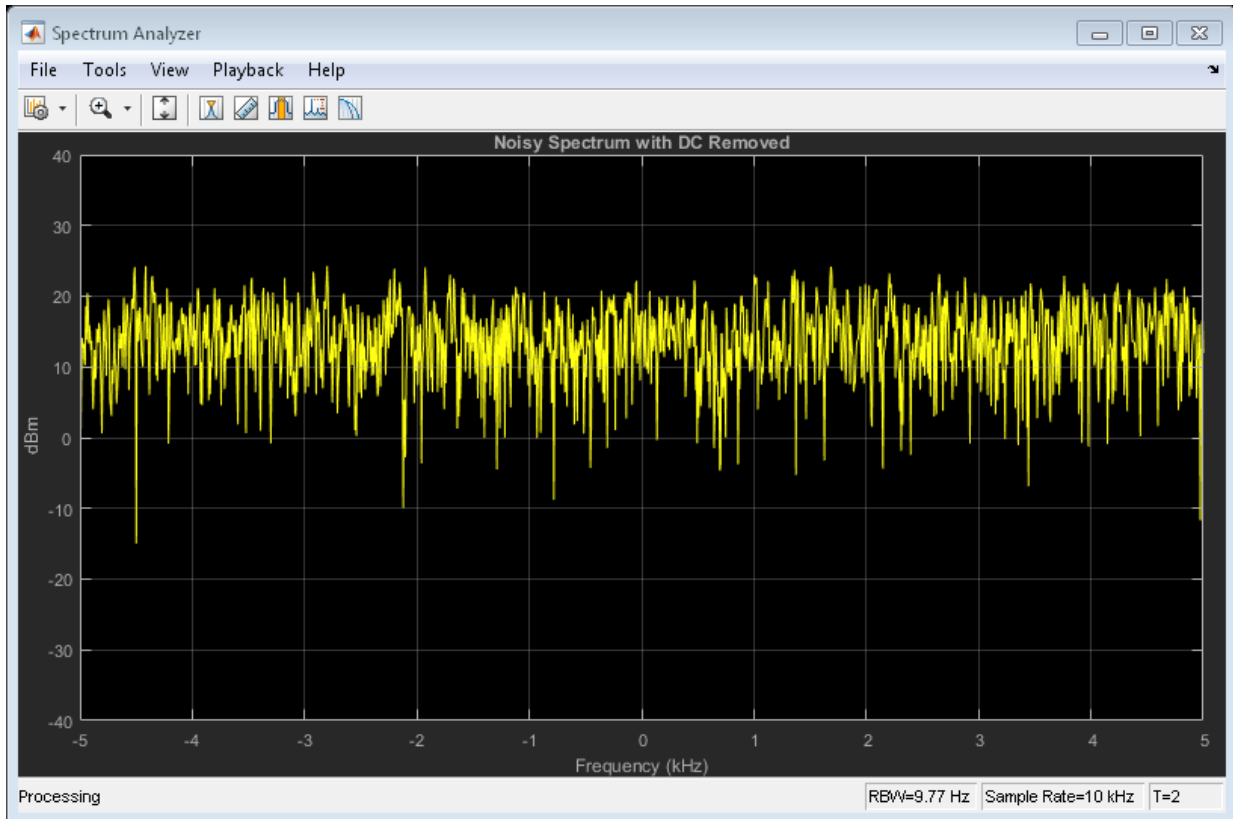 Spectrum Analyzer
File Tools View Playback Help
Noisy Spectrum with DC Removed
40
30
20
10
0
-10
-20
-30
-40
dBm
-5 -4 -3 -2 -1 0 1 2 3 4 5
Frequency (kHz)
Processing RBW=9.77 Hz Sample Rate=10 kHz T=2